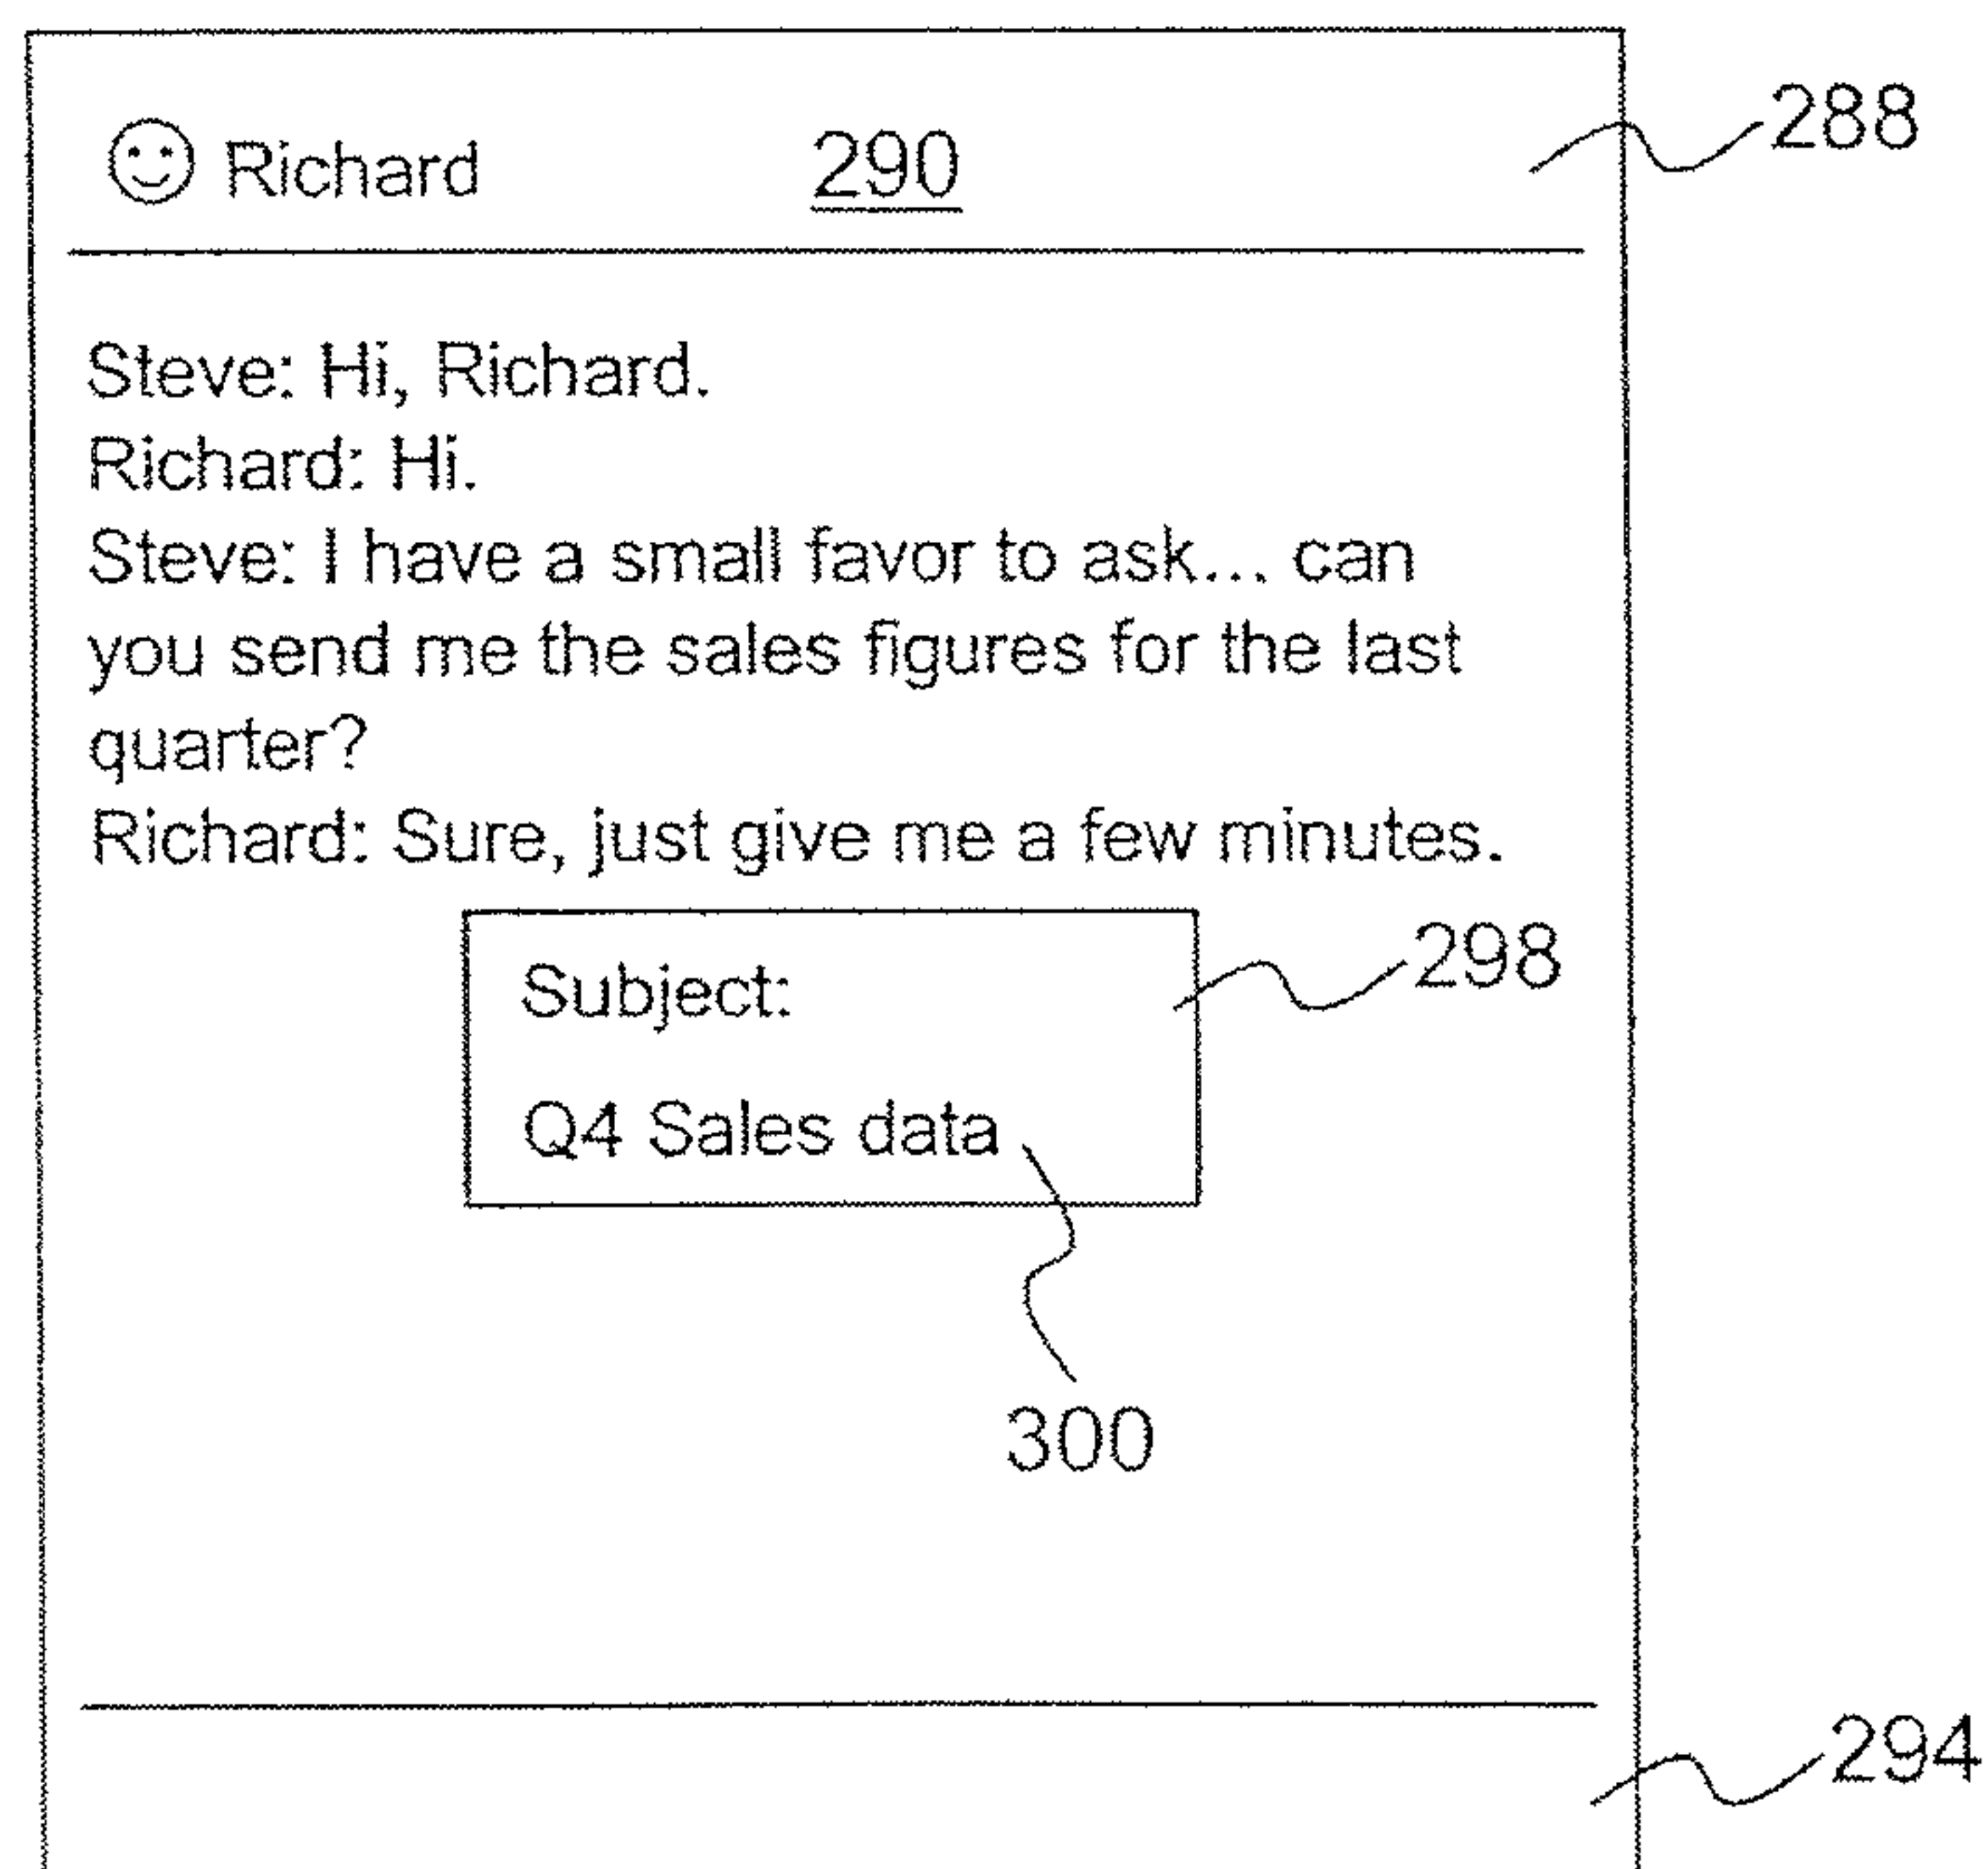 Richard 290 288
Steve: Hi, Richard.
Richard: Hi.
Steve: I have a small favor to ask... can
you send me the sales figures for the last
quarter?
Richard: Sure, just give me a few minutes.
Subject: 298
Q4 Sales data
300
294